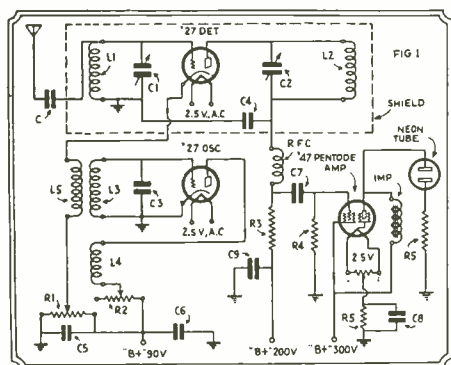 '27 DET
FIG 1
L1
C1
C2
L2
C
2.5 V. A.C
C4
SHIELD
'27 OSC
RFC
'47 PENTODE
AMP
NEON
TUBE
C7
IMP
L5
L3
C3
2.5 V. A.C
R3
R4
R5
L4
C9
2.5 V
R1
R2
C5
C6
R5
C8
"B+" 90V
"B+" 200V
"B+" 300V